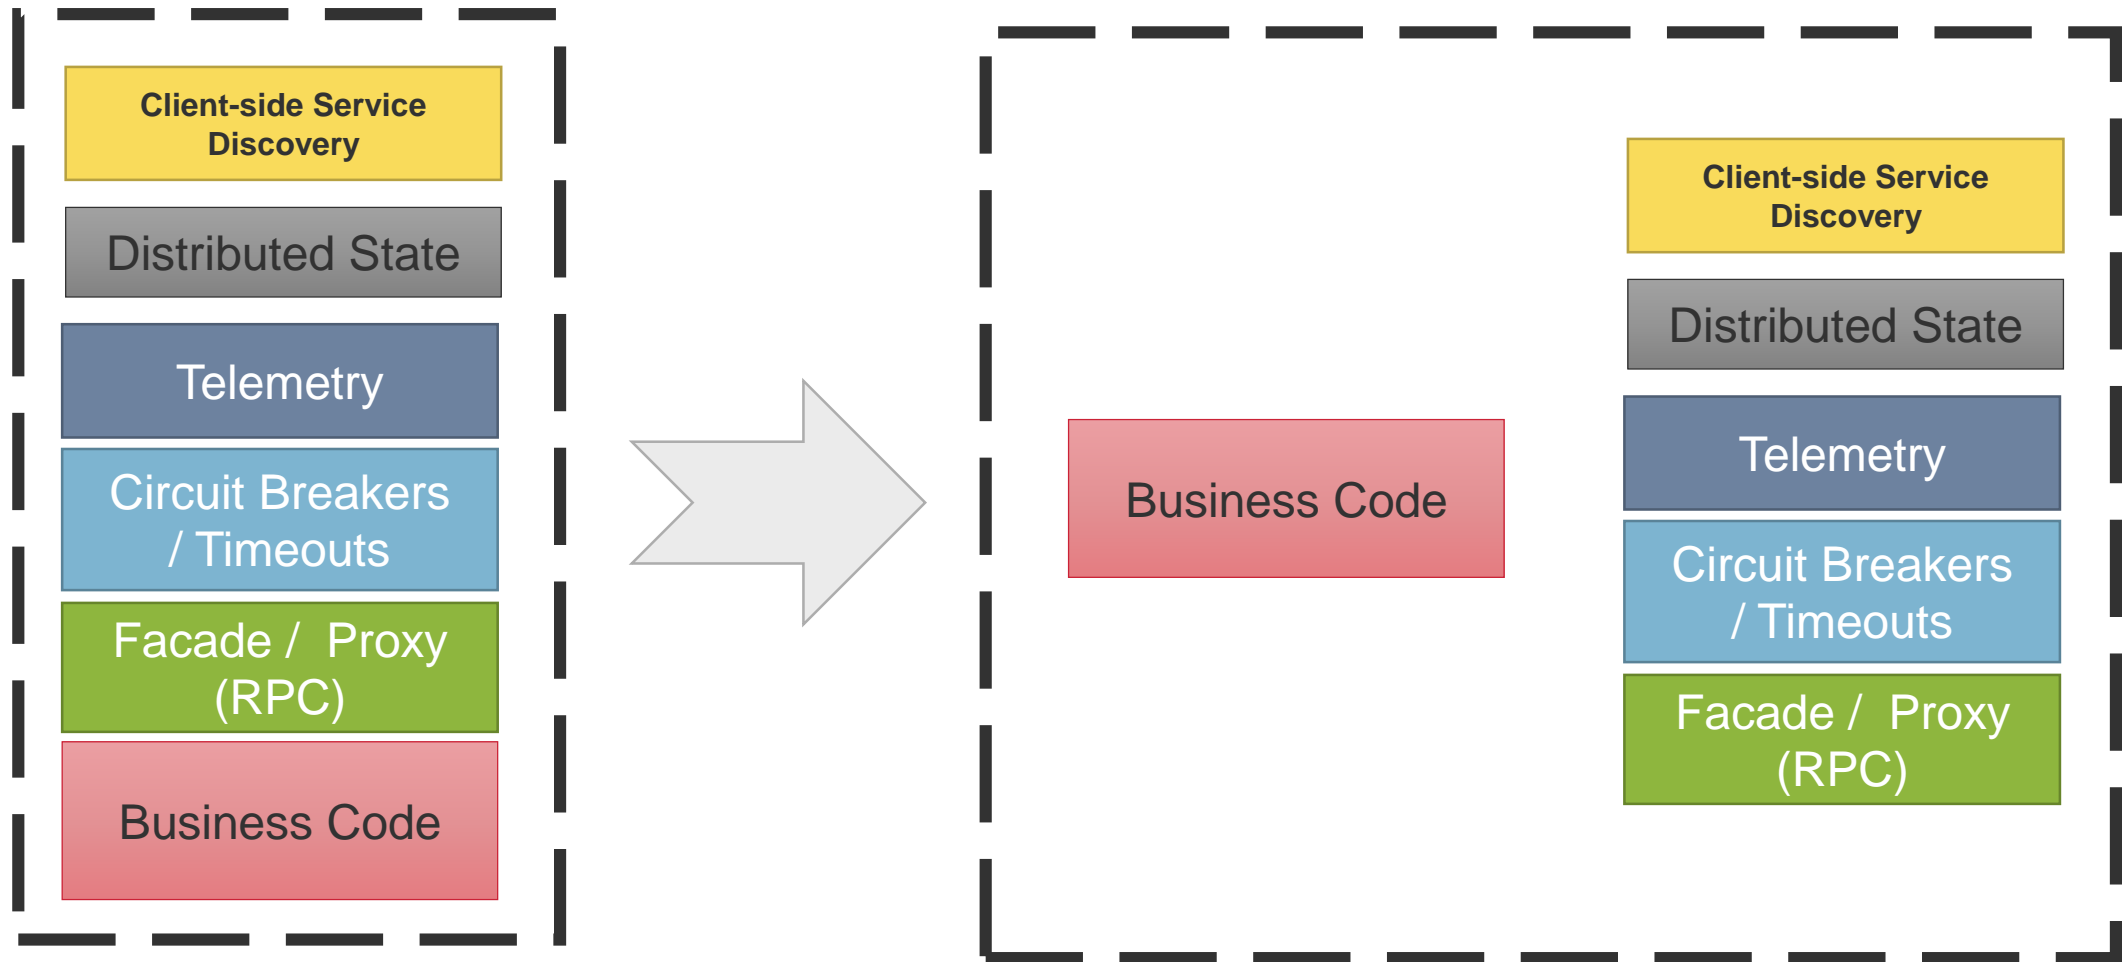 Client-side Service
Discovery
Distributed State
Telemetry
Circuit Breakers
/ Timeouts
Facade /  Proxy
(RPC)
Business Code
Business Code
Client-side Service
Discovery
Distributed State
Telemetry
Circuit Breakers
/ Timeouts
Facade /  Proxy
(RPC)